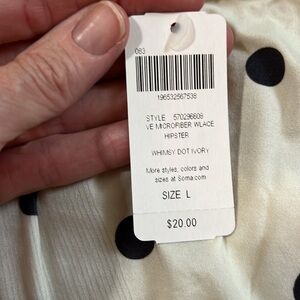 083
196532567538
STYLE : 570296608
VE MICROFIBER W/LACE
HIPSTER
WHIMSY DOT IVORY
More styles, colors and
sizes at Soma.com
SIZE L
$20.00